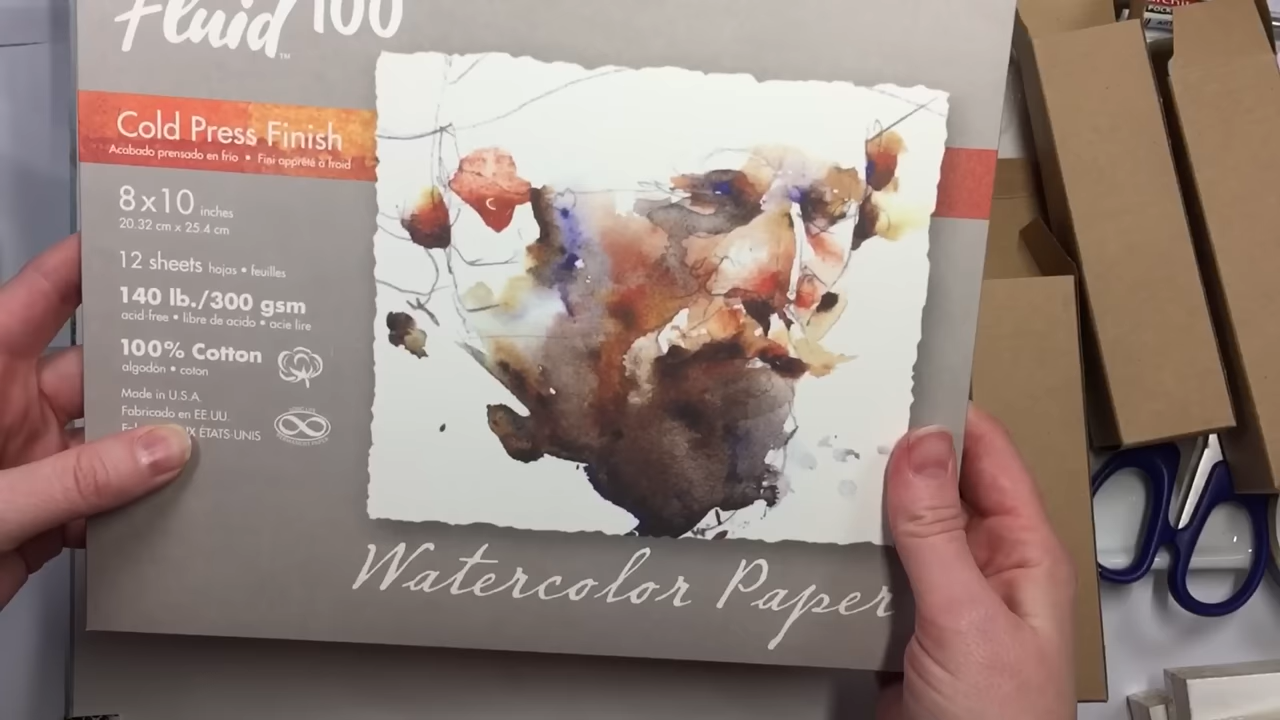 Fluid™ 100
Cold Press Finish
Acabado prensado en frío • Fini apprêté à froid
8x10 inches
20.32 cm x 25.4 cm
12 sheets hojas • feuilles
140 lb./300 gsm
acid-free • libre de acido • acie lire
100% Cotton
algodón • coton
Made in U.S.A.
Fabricado en EE.UU.
ÉTATS-UNIS
Watercolor Paper